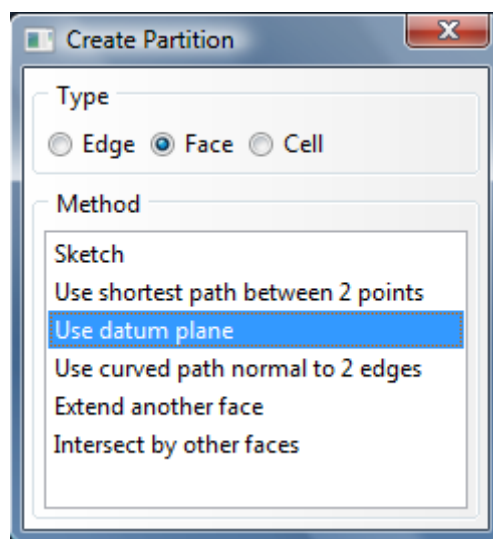 Create Partition
Type
Edge Face Cell
Method
Sketch
Use shortest path between 2 points
Use datum plane
Use curved path normal to 2 edges
Extend another face
Intersect by other faces